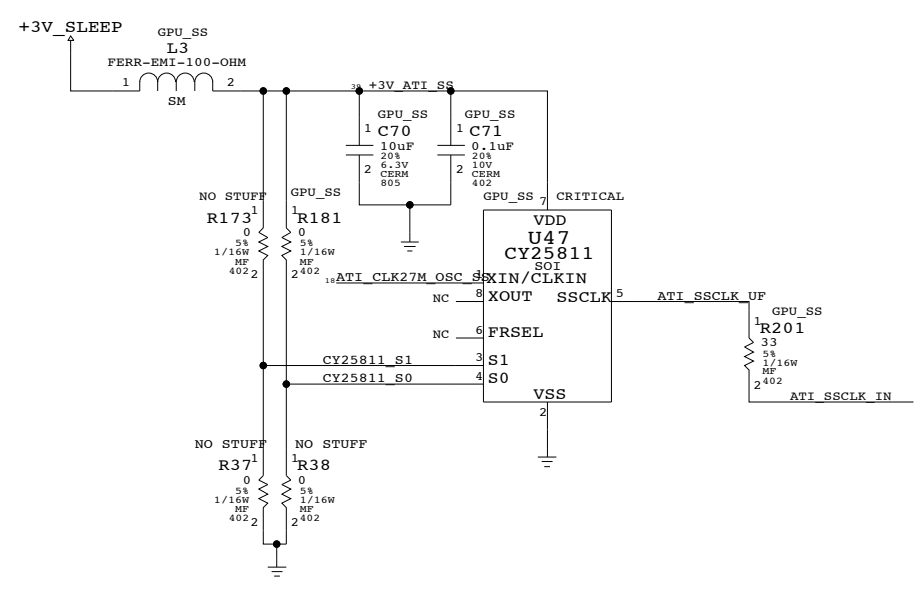 +3V_SLEEP
GPU_SS
L3
FERR-EMI-100-OHM
1
2
SM
38
+3V_ATI_SS
GPU_SS
1
C70
10uF
20%
6.3V
2
CERM
805
GPU_SS
1
C71
0.1uF
20%
10V
2
CERM
402
NO STUFF
1
R173
0
5%
1/16W
MF
402
2
GPU_SS
1
R181
0
5%
1/16W
MF
402
2
GPU_SS
7
CRITICAL
VDD
U47
CY25811
SOI
18
ATI_CLK27M_OSC_SS
1
XIN/CLKIN
NC
8
XOUT
SSCLK
5
ATI_SSCLK_UF
NC
6
FRSEL
CY25811_S1
3
S1
CY25811_S0
4
S0
VSS
2
GPU_SS
1
R201
33
5%
1/16W
MF
402
2
ATI_SSCLK_IN
NO STUFF
1
R37
0
5%
1/16W
MF
402
2
NO STUFF
1
R38
0
5%
1/16W
MF
402
2